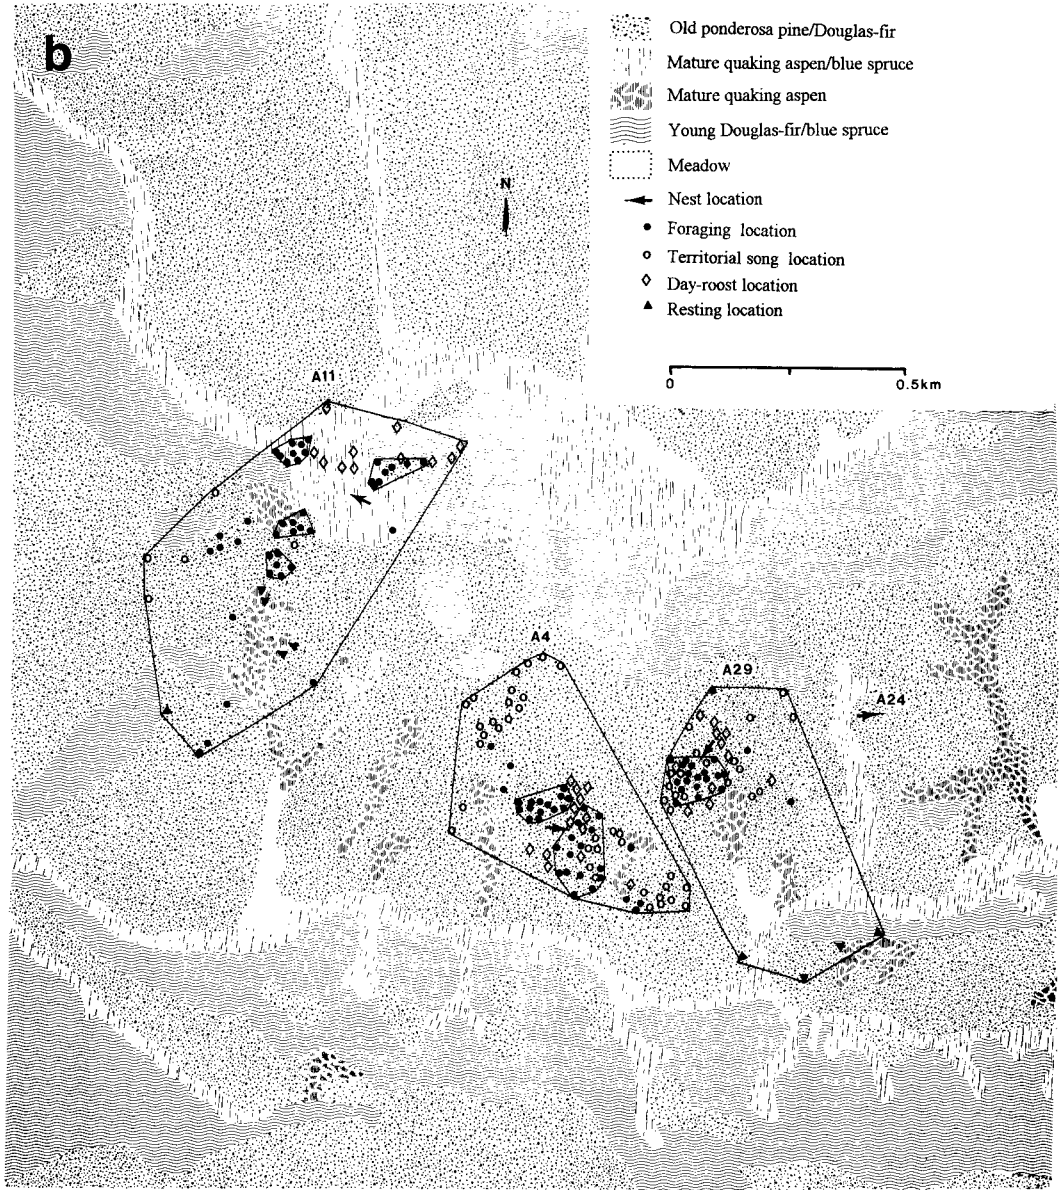 b
Old ponderosa pine/Douglas-fir
Mature quaking aspen/blue spruce
Mature quaking aspen
Young Douglas-fir/blue spruce
Meadow
N
Nest location
Foraging location
Territorial song location
Day-roost location
Resting location
0 0.5km
A11
A4
A29
A24